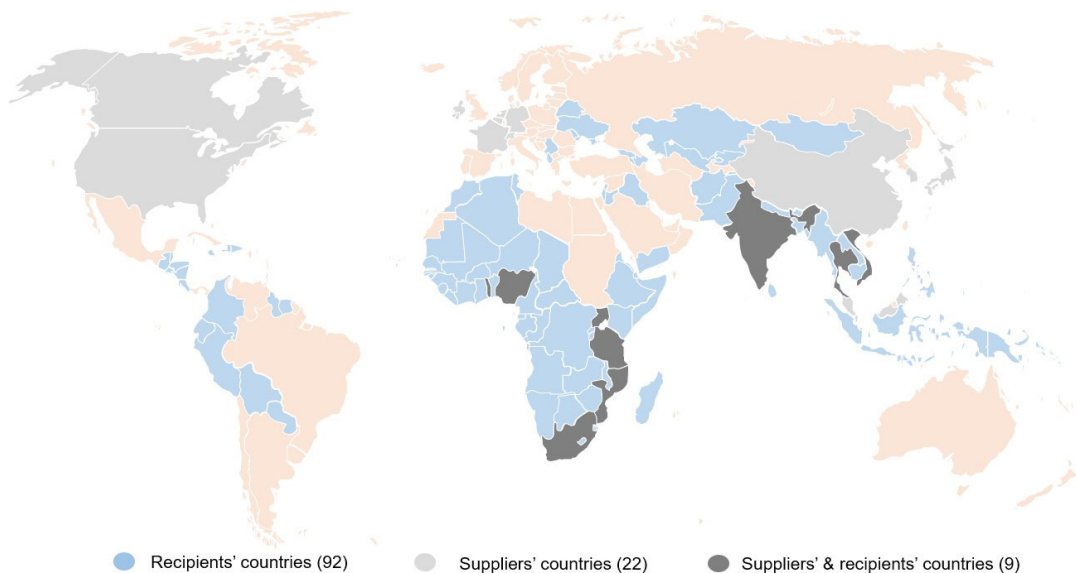 Recipients' countries (92)
Suppliers' countries (22)
Suppliers' & recipients' countries (9)